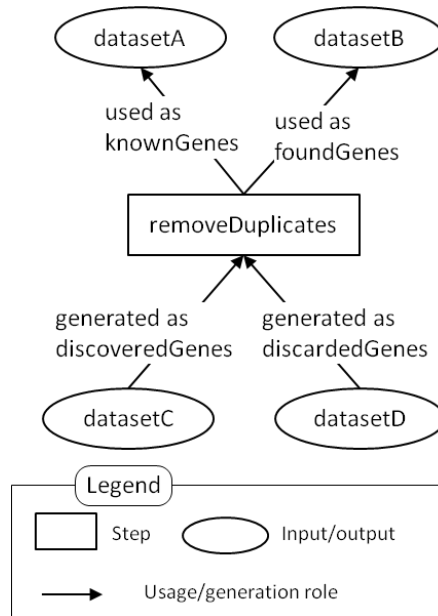 datasetA
datasetB
used as
knownGenes
used as
foundGenes
removeDuplicates
generated as
discoveredGenes
generated as
discardedGenes
datasetC
datasetD
Legend
Step
Input/output
Usage/generation role